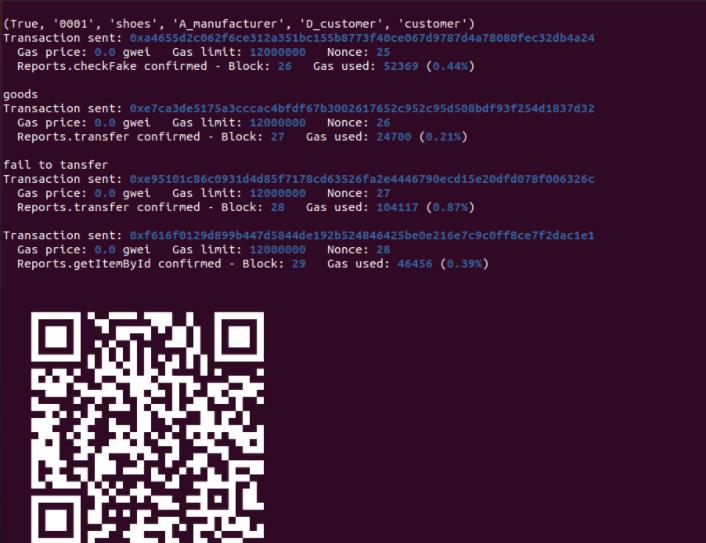 (True, '0001', 'shoes', 'A_manufacturer', 'D_customer', 'customer')
Transaction sent: 0xa4655d2c062f6ce312a351bc155b8773f40ce067d9787d4a78080fec32db4a24
Gas price: 0.0 gwei Gas limit: 12000000 Nonce: 25
Reports.checkFake confirmed - Block: 26 Gas used: 52369 (0.44%)
goods
Transaction sent: 0xe7ca3de5175a3cccac4bfdf67b3002617652c952c95d508bdf93f254d1837d32
Gas price: 0.0 gwei Gas limit: 12000000 Nonce: 26
Reports.transfer confirmed - Block: 27 Gas used: 24700 (0.21%)
fail to tansfer
Transaction sent: 0xe95101c86c0931d4d85f7178cd63526fa2e4446790ecd15e20dfd078f006326c
Gas price: 0.0 gwei Gas limit: 12000000 Nonce: 27
Reports.transfer confirmed - Block: 28 Gas used: 104117 (0.87%)
Transaction sent: 0xf616f0129d899b447d5844de192b524846425be0e216e7c9c0ff8ce7f2dac1e1
Gas price: 0.0 gwei Gas limit: 12000000 Nonce: 28
Reports.getItemById confirmed - Block: 29 Gas used: 46456 (0.39%)